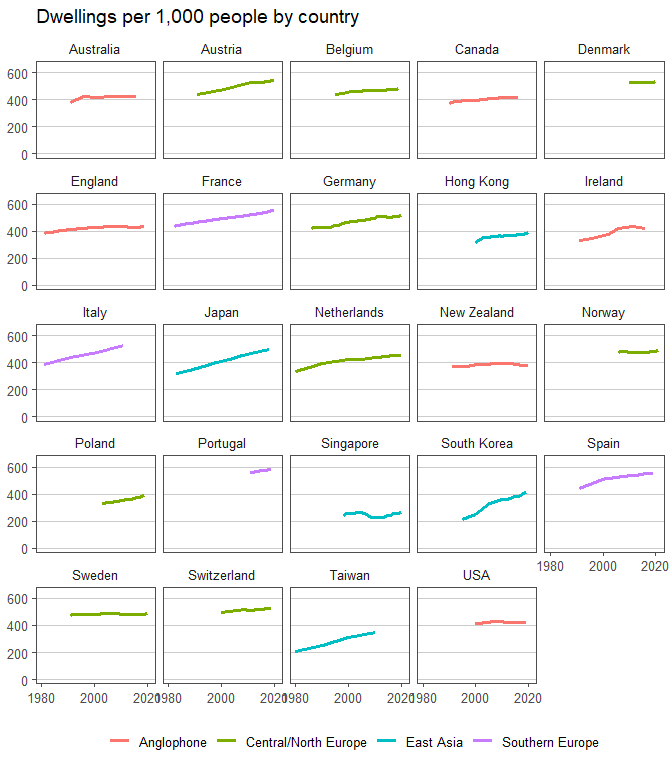 Dwellings per 1,000 people by country
Australia Austria Belgium Canada Denmark
600
400
200
0
England France Germany Hong Kong Ireland
600
400
200
0
Italy Japan Netherlands New Zealand Norway
600
400
200
0
Poland Portugal Singapore South Korea Spain
600
400
200
0
1980 2000 2020
Sweden Switzerland Taiwan USA
600
400
200
0
1980 2000 2020 1980 2000 2020 1980 2000 2020 1980 2000 2020
Anglophone Central/North Europe East Asia Southern Europe